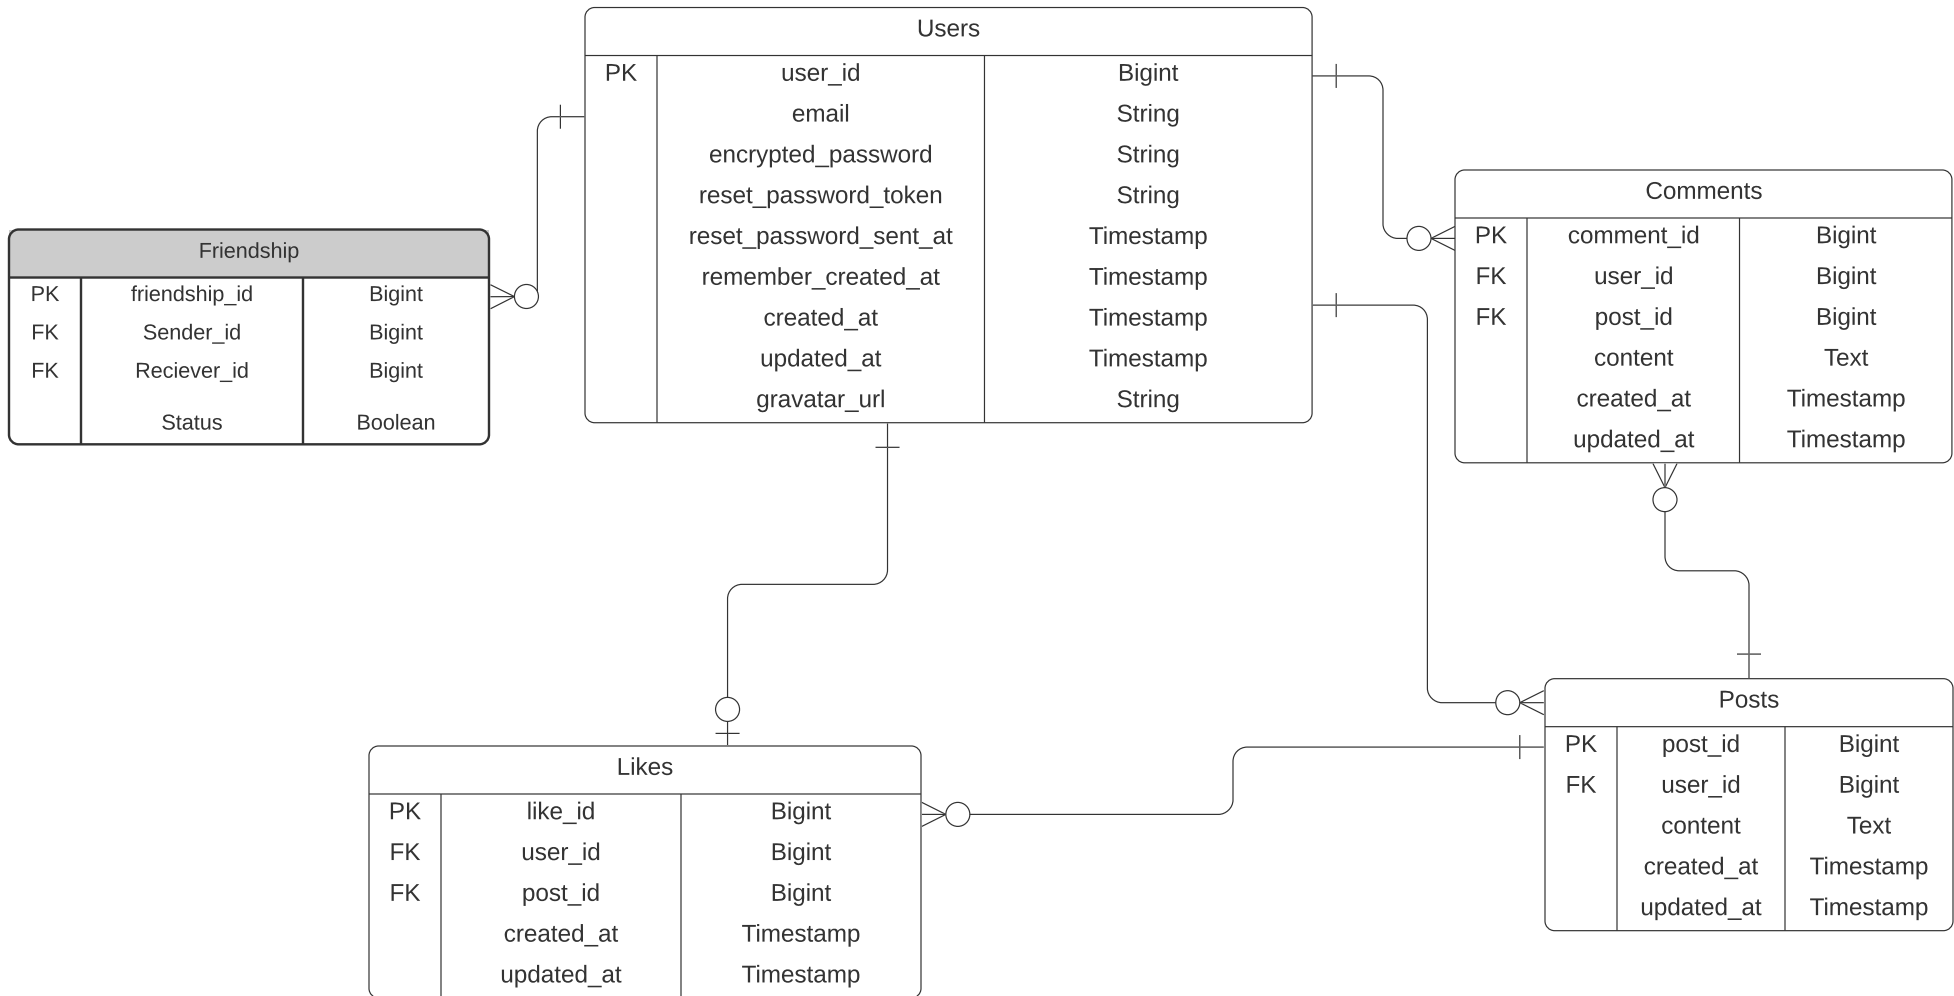 Users
PK user_id Bigint
email String
encrypted_password String
reset_password_token String
reset_password_sent_at Timestamp
remember_created_at Timestamp
created_at Timestamp
updated_at Timestamp
gravatar_url String
Friendship
PK friendship_id Bigint
FK Sender_id Bigint
FK Reciever_id Bigint
Status Boolean
Comments
PK comment_id Bigint
FK user_id Bigint
FK post_id Bigint
content Text
created_at Timestamp
updated_at Timestamp
Likes
PK like_id Bigint
FK user_id Bigint
FK post_id Bigint
created_at Timestamp
updated_at Timestamp
Posts
PK post_id Bigint
FK user_id Bigint
content Text
created_at Timestamp
updated_at Timestamp